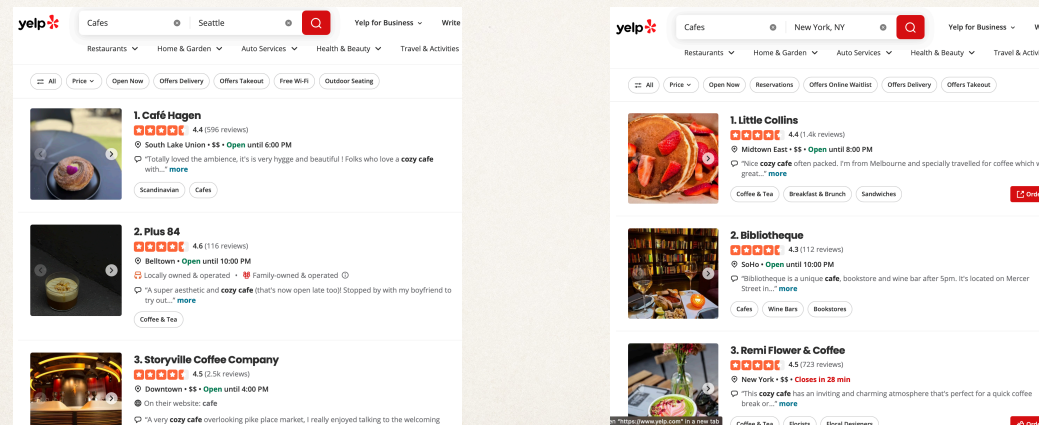 yelp
Cafes
Seattle
Yelp for Business
Write
Restaurants
Home & Garden
Auto Services
Health & Beauty
Travel & Activities
All
Price
Open Now
Offers Delivery
Offers Takeout
Free Wi-Fi
Outdoor Seating
1. Café Hagen
4.4 (596 reviews)
South Lake Union • $$ • Open until 6:00 PM
"Totally loved the ambience, it's is very hygge and beautiful ! Folks who love a cozy cafe
with..." more
Scandinavian
Cafes
2. Plus 84
4.6 (116 reviews)
Belltown • Open until 10:00 PM
Locally owned & operated • Family-owned & operated
"A super aesthetic and cozy cafe (that's now open late too)! Stopped by with my boyfriend to
try out..." more
Coffee & Tea
3. Storyville Coffee Company
4.5 (2.5k reviews)
Downtown • $$ • Open until 4:00 PM
On their website: cafe
"A very cozy cafe overlooking pike place market, I really enjoyed talking to the welcoming
yelp
Cafes
New York, NY
Yelp for Business
W
Restaurants
Home & Garden
Auto Services
Health & Beauty
Travel & Activi
All
Price
Open Now
Reservations
Offers Online Waitlist
Offers Delivery
Offers Takeout
1. Little Collins
4.4 (1.4k reviews)
Midtown East • $$ • Open until 8:00 PM
"Nice cozy cafe often packed. I'm from Melbourne and specially travelled for coffee which w
great..." more
Coffee & Tea
Breakfast & Brunch
Sandwiches
Orde
2. Bibliotheque
4.3 (112 reviews)
SoHo • Open until 10:00 PM
"Bibliotheque is a unique cafe, bookstore and wine bar after 5pm. It's located on Mercer
Street in..." more
Cafes
Wine Bars
Bookstores
3. Remi Flower & Coffee
4.5 (723 reviews)
New York • $$ • Closes in 28 min
"This cozy cafe has an inviting and charming atmosphere that's perfect for a quick coffee
break or..." more
Coffee & Tea
Florists
Floral Designers
Orde
en "https://www.yelp.com" in a new tab